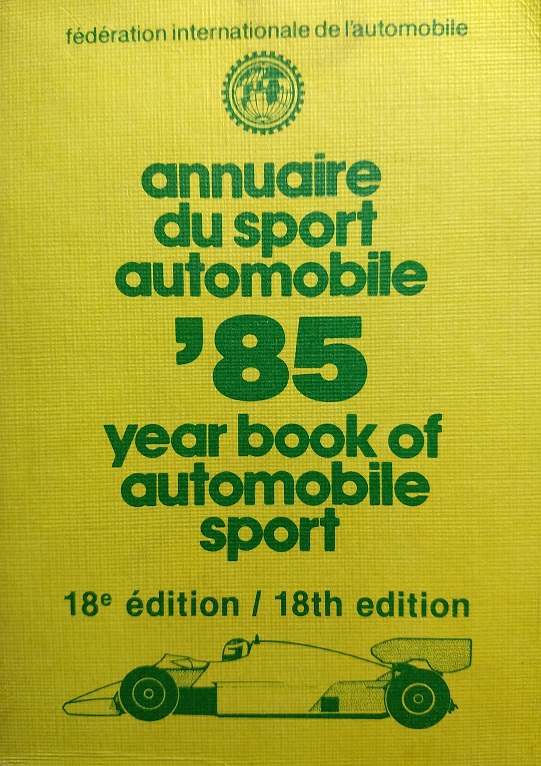 fédération internationale de l'automobile
annuaire
du sport
automobile
'85
year book of
automobile
sport
18e édition / 18th edition